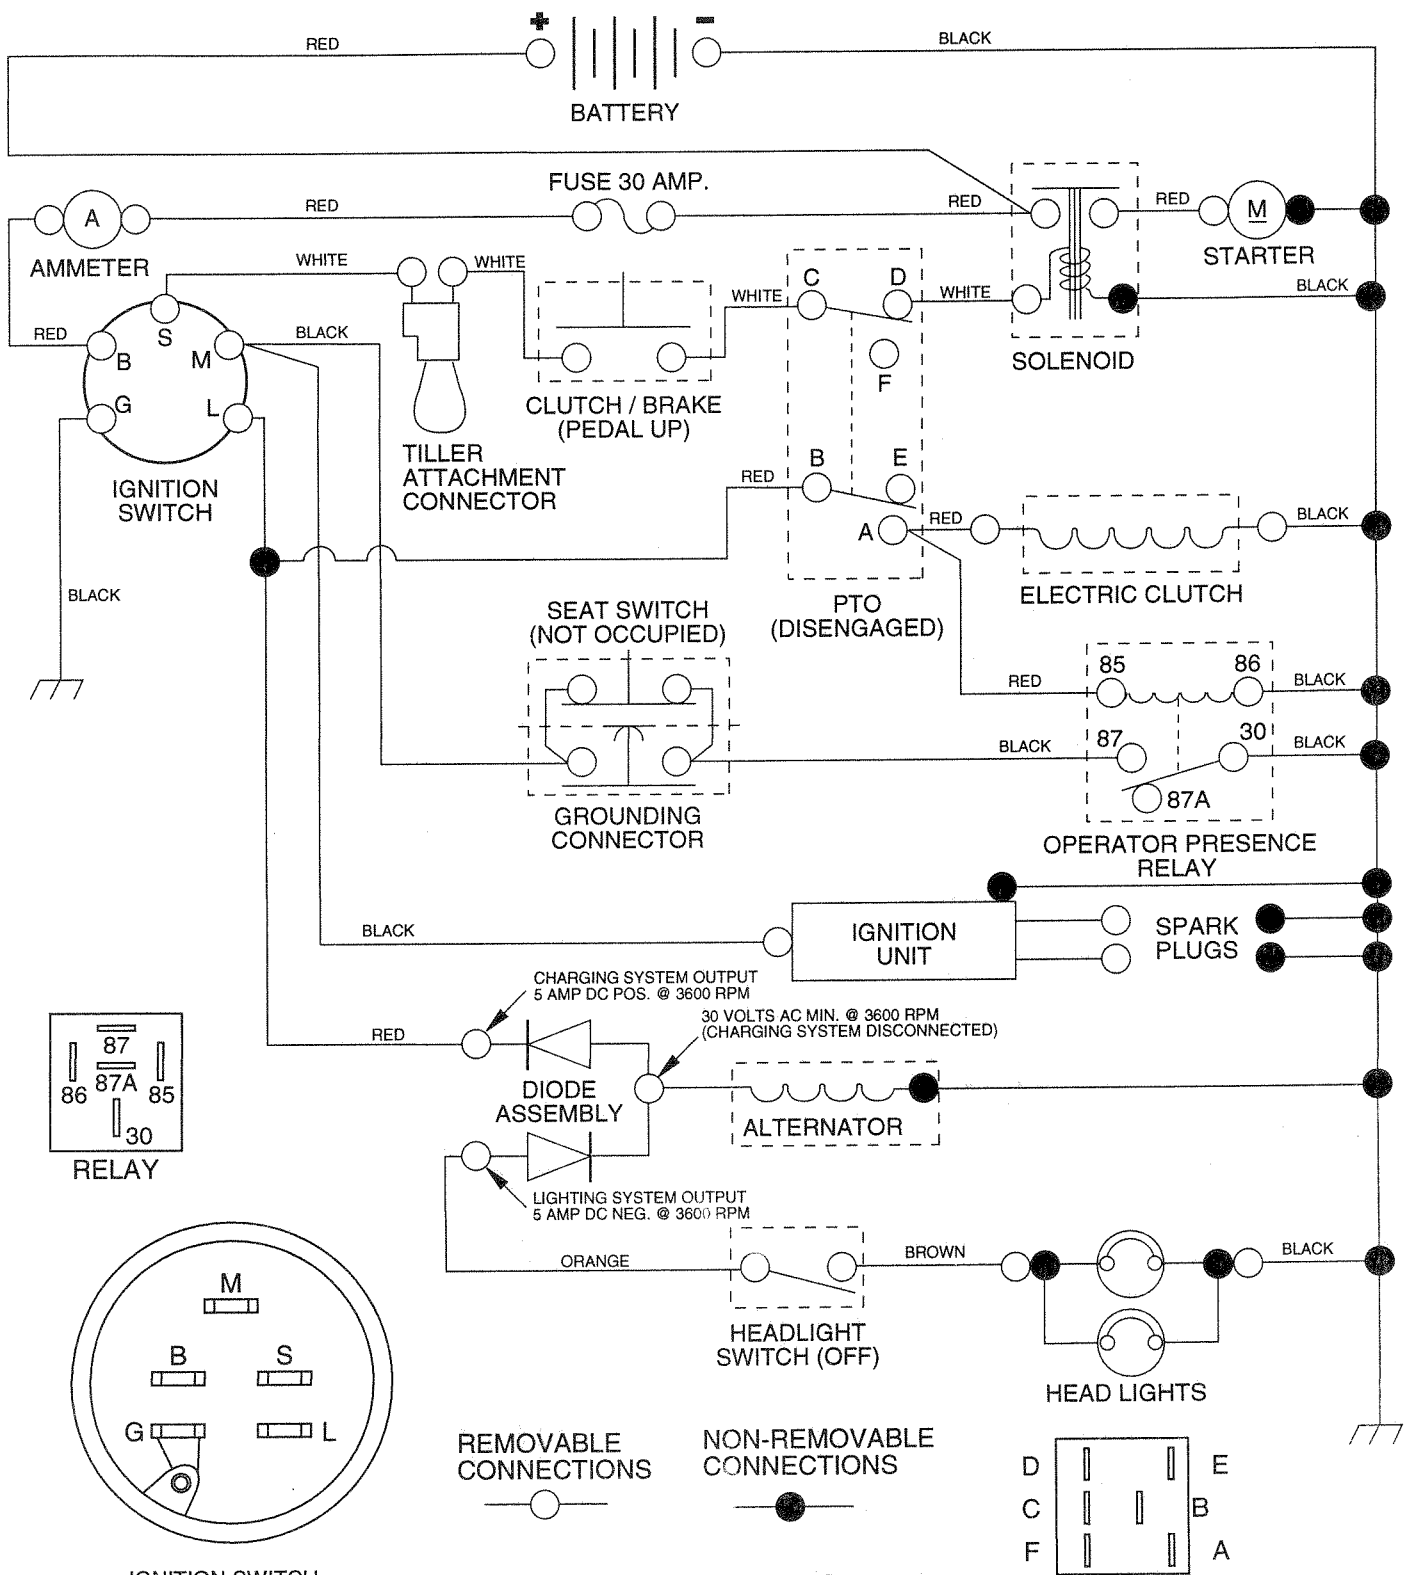 + -
RED
BLACK
BATTERY
FUSE 30 AMP.
RED
RED
RED
A
M
AMMETER
STARTER
WHITE
WHITE
C
D
WHITE
WHITE
BLACK
RED
S
BLACK
B
M
F
SOLENOID
G
L
CLUTCH / BRAKE
(PEDAL UP)
TILLER
ATTACHMENT
CONNECTOR
B
E
RED
IGNITION
SWITCH
A
RED
BLACK
BLACK
ELECTRIC CLUTCH
PTO
(DISENGAGED)
SEAT SWITCH
(NOT OCCUPIED)
85
86
RED
BLACK
87
30
BLACK
BLACK
87A
GROUNDING
CONNECTOR
OPERATOR PRESENCE
RELAY
BLACK
IGNITION
UNIT
SPARK
PLUGS
CHARGING SYSTEM OUTPUT
5 AMP DC POS. @ 3600 RPM
30 VOLTS AC MIN. @ 3600 RPM
(CHARGING SYSTEM DISCONNECTED)
RED
87
86
87A
85
30
RELAY
DIODE
ASSEMBLY
ALTERNATOR
LIGHTING SYSTEM OUTPUT
5 AMP DC NEG. @ 3600 RPM
ORANGE
BROWN
BLACK
HEADLIGHT
SWITCH (OFF)
HEAD LIGHTS
M
B
S
G
L
REMOVABLE
CONNECTIONS
NON-REMOVABLE
CONNECTIONS
D
E
C
B
F
A
IGNITION SWITCH